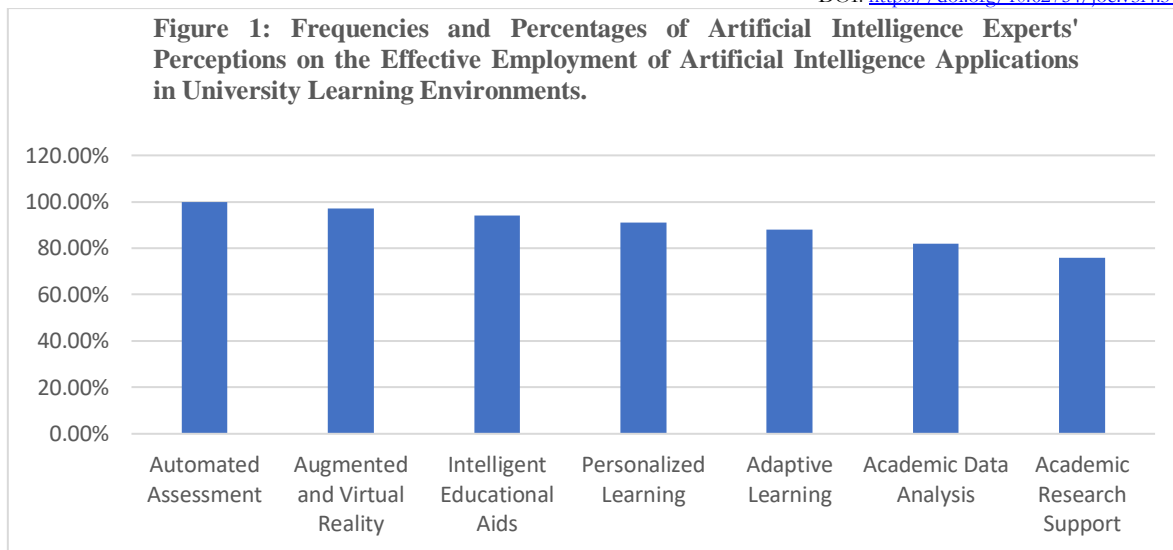 Figure 1: Frequencies and Percentages of Artificial Intelligence Experts'
Perceptions on the Effective Employment of Artificial Intelligence Applications
in University Learning Environments.
120.00%
100.00%
80.00%
60.00%
40.00%
20.00%
0.00%
Automated
Assessment
Augmented
and Virtual
Reality
Intelligent
Educational
Aids
Personalized
Learning
Adaptive
Learning
Academic Data
Analysis
Academic
Research
Support